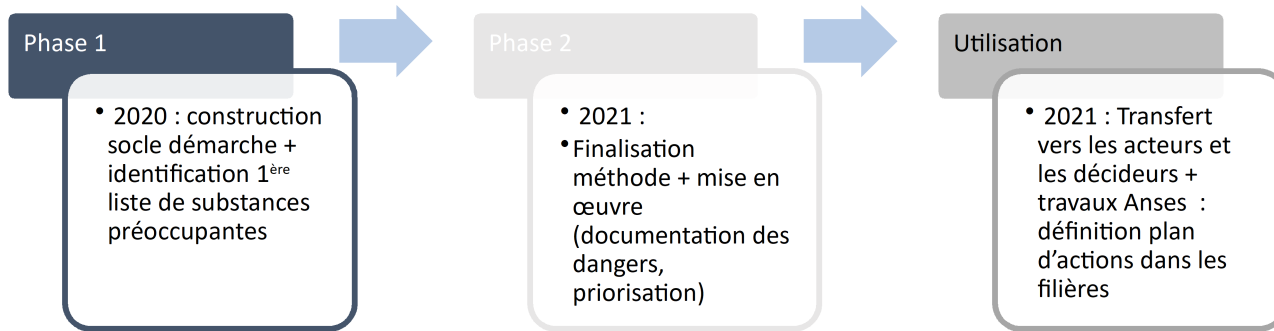 Phase 1
• 2020 : construction
socle démarche +
identification 1ère
liste de substances
préoccupantes
Phase 2
• 2021 :
• Finalisation
méthode + mise en
œuvre
(documentation des
dangers,
priorisation)
Utilisation
• 2021 : Transfert
vers les acteurs et
les décideurs +
travaux Anses  :
définition plan
d’actions dans les
filières